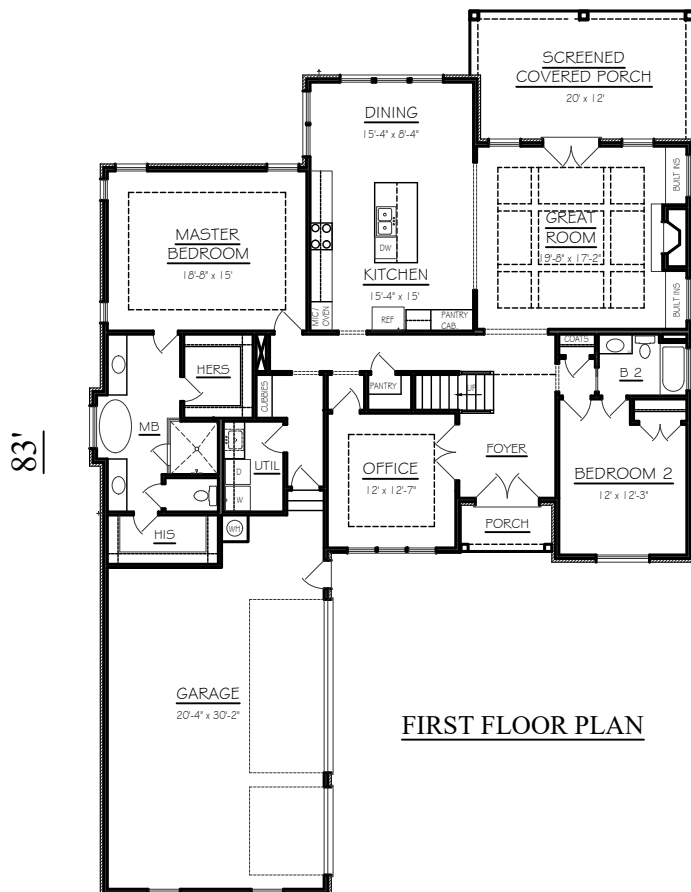 SCREENED
COVERED PORCH
20' x 12'
DINING
15'-4" x 8'-4"
BUILT INS
MASTER
BEDROOM
18'-8" x 15'
DW
GREAT
ROOM
19'-8" x 17'-2"
KITCHEN
15'-4" x 15'
MIC/
OVEN
REF
PANTRY
CAB.
BUILT INS
COATS
HERS
CUBBIES
PANTRY
UP
B 2
83'
MB
UTIL
D
W
OFFICE
12' x 12'-7"
FOYER
BEDROOM 2
12' x 12'-3"
HIS
WH
PORCH
GARAGE
20'-4" x 30'-2"
FIRST FLOOR PLAN